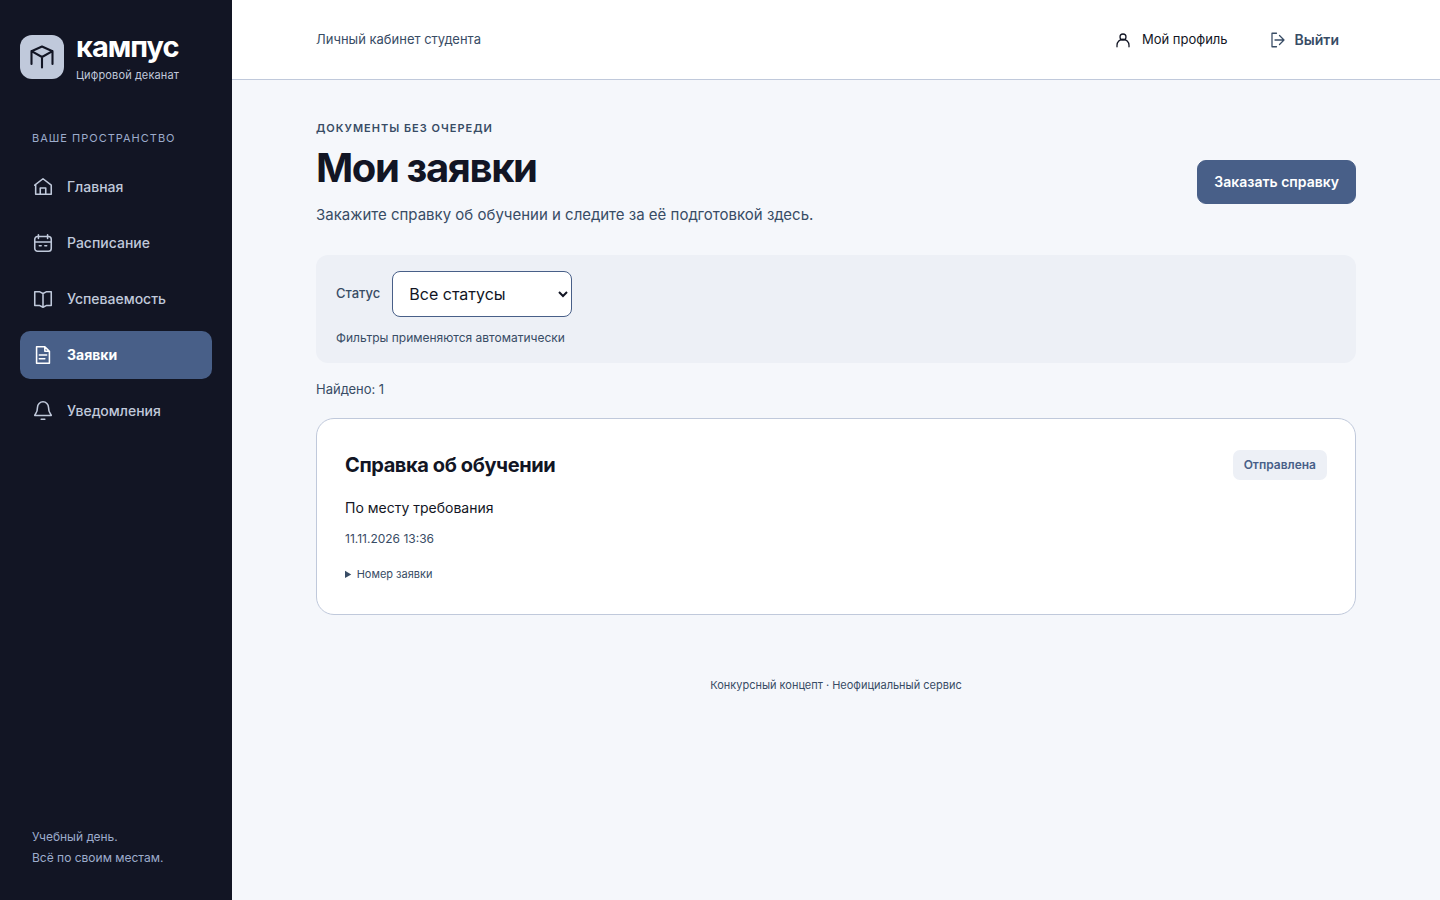 кампус
Цифровой деканат
ВАШЕ ПРОСТРАНСТВО
Главная
Расписание
Успеваемость
Заявки
Уведомления
Учебный день.
Всё по своим местам.
Личный кабинет студента
Мой профиль
Выйти
ДОКУМЕНТЫ БЕЗ ОЧЕРЕДИ
Мои заявки
Закажите справку об обучении и следите за её подготовкой здесь.
Заказать справку
Статус
Все статусы
Фильтры применяются автоматически
Найдено: 1
Справка об обучении
Отправлена
По месту требования
11.11.2026 13:36
Номер заявки
Конкурсный концепт · Неофициальный сервис